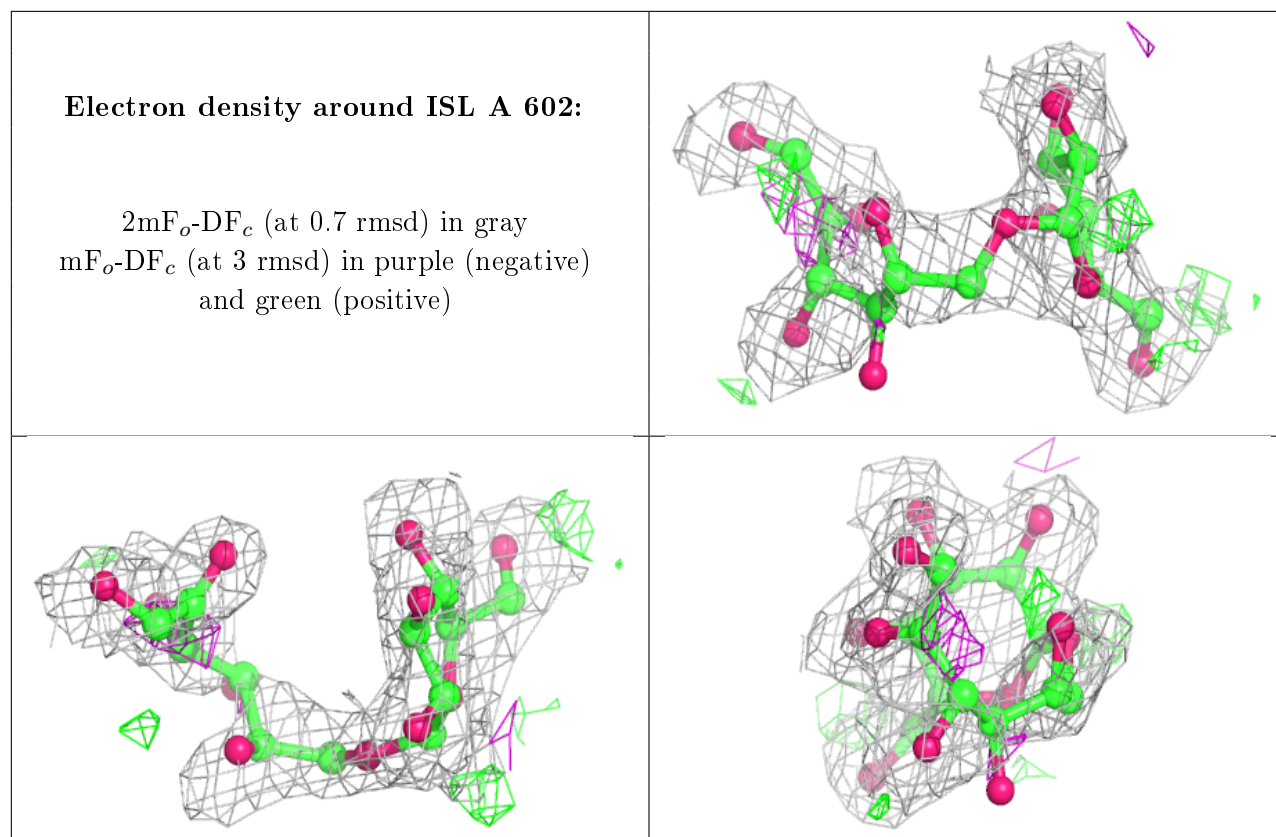 Electron density around ISL A 602:
2mFo-DFc (at 0.7 rmsd) in gray
mFo-DFc (at 3 rmsd) in purple (negative)
and green (positive)